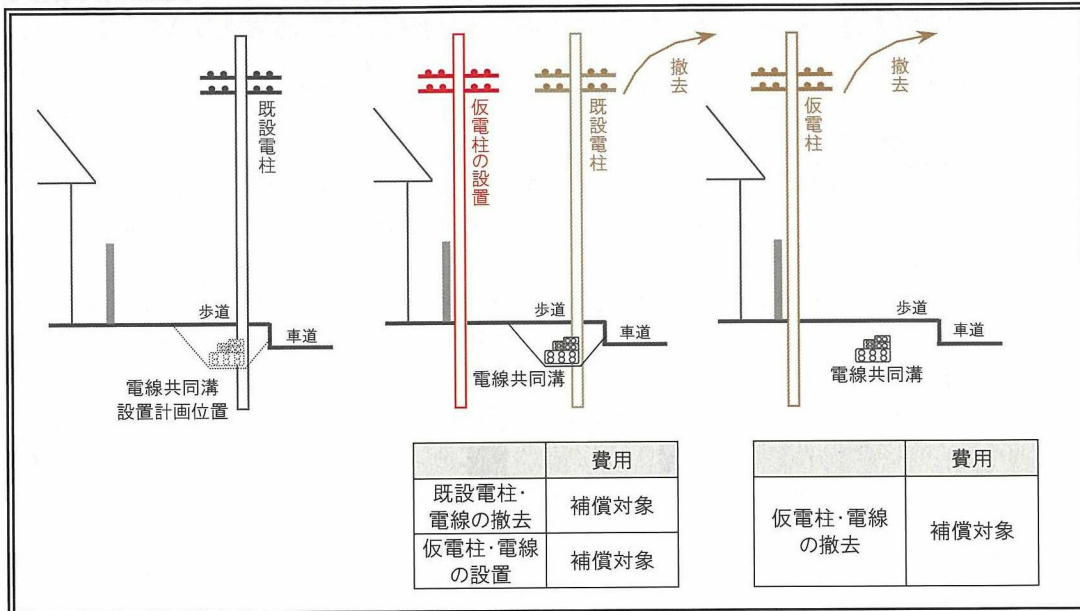 既設電柱
歩道
車道
電線共同溝
設置計画位置
仮電柱の設置
既設電柱
撤去
歩道
車道
電線共同溝
仮電柱
撤去
歩道
車道
電線共同溝
費用
既設電柱・
電線の撤去
補償対象
仮電柱・電線
の設置
補償対象
費用
仮電柱・電線
の撤去
補償対象